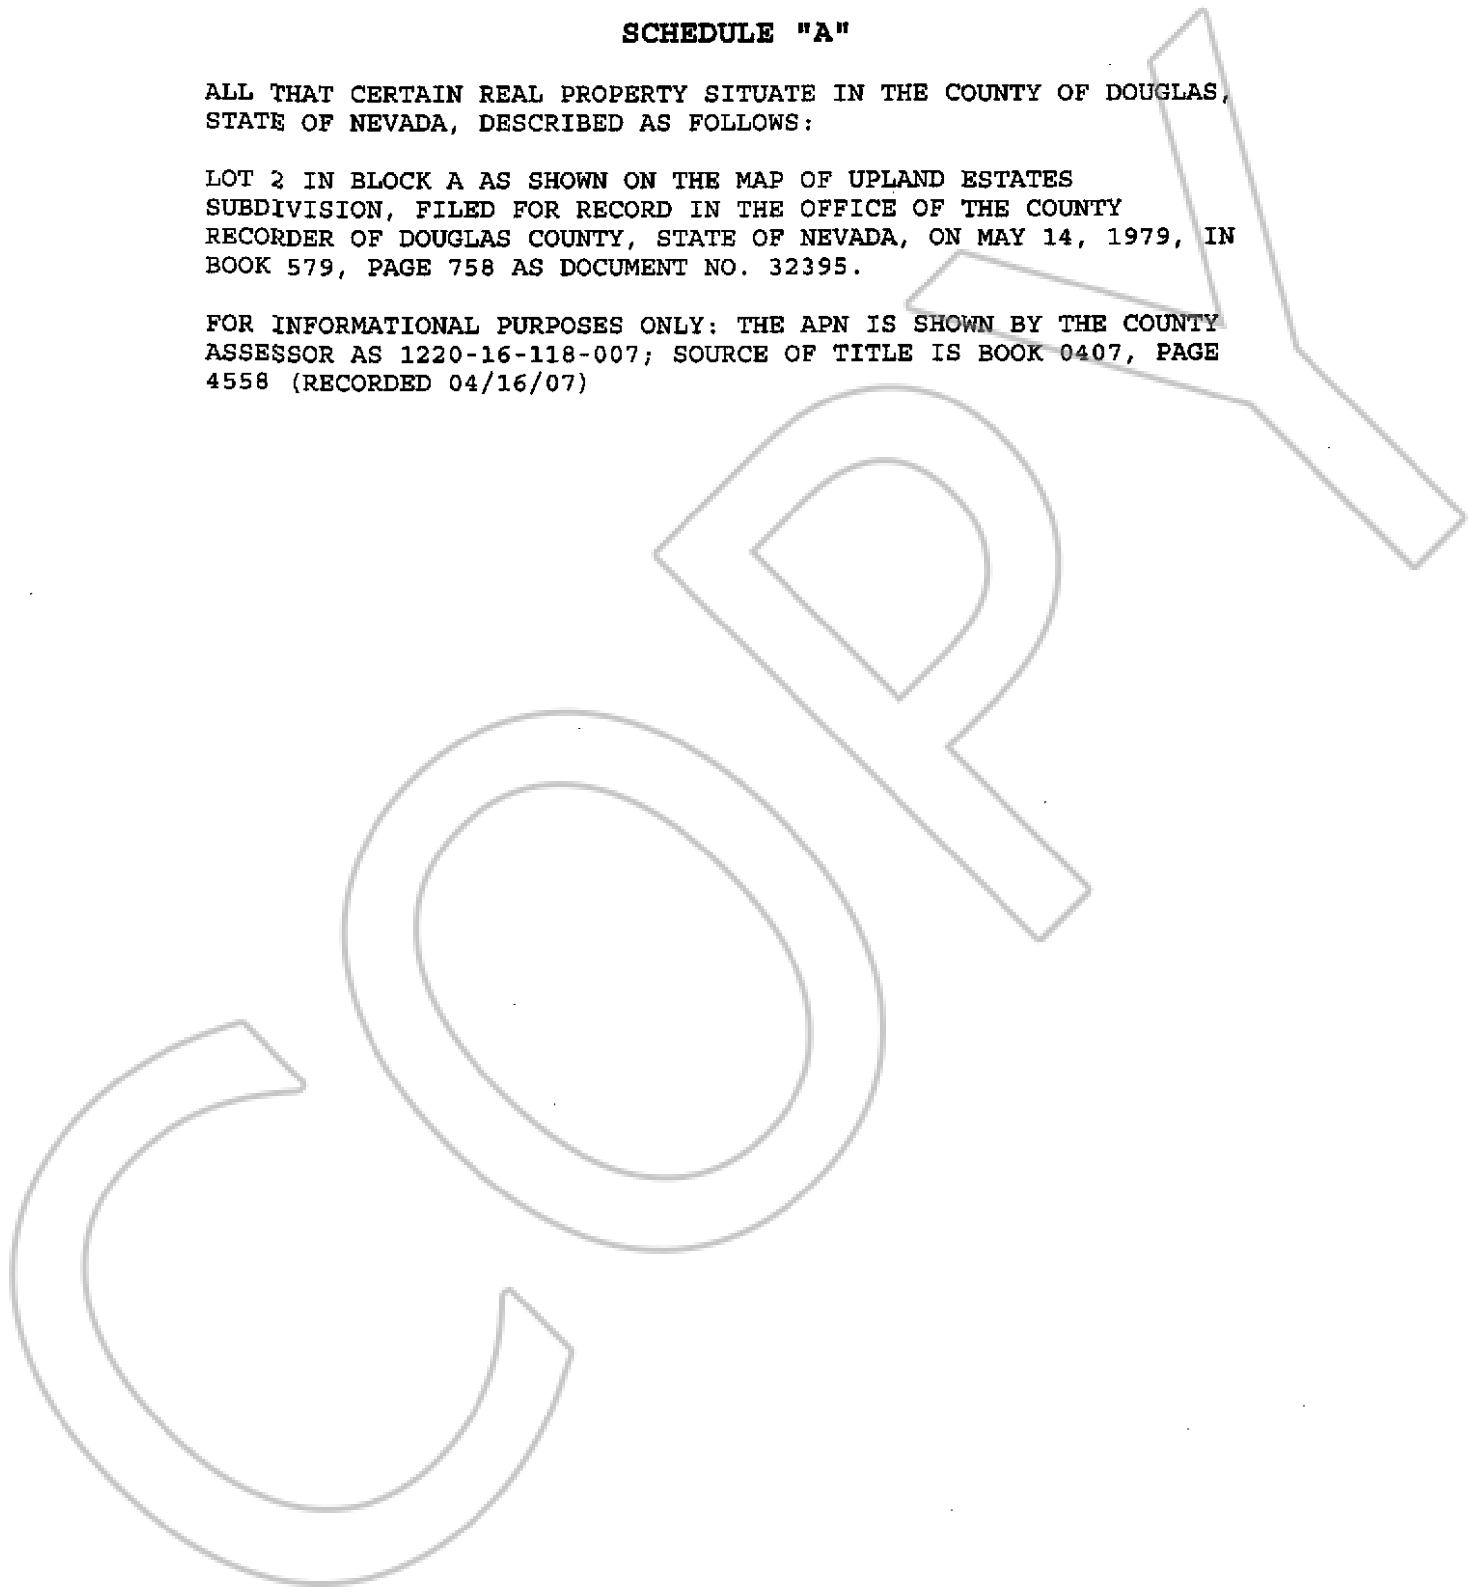 SCHEDULE "A"
ALL THAT CERTAIN REAL PROPERTY SITUATE IN THE COUNTY OF DOUGLAS,
STATE OF NEVADA, DESCRIBED AS FOLLOWS:
LOT 2 IN BLOCK A AS SHOWN ON THE MAP OF UPLAND ESTATES
SUBDIVISION, FILED FOR RECORD IN THE OFFICE OF THE COUNTY
RECORDER OF DOUGLAS COUNTY, STATE OF NEVADA, ON MAY 14, 1979, IN
BOOK 579, PAGE 758 AS DOCUMENT NO. 32395.
FOR INFORMATIONAL PURPOSES ONLY: THE APN IS SHOWN BY THE COUNTY
ASSESSOR AS 1220-16-118-007; SOURCE OF TITLE IS BOOK 0407, PAGE
4558 (RECORDED 04/16/07)
COPY